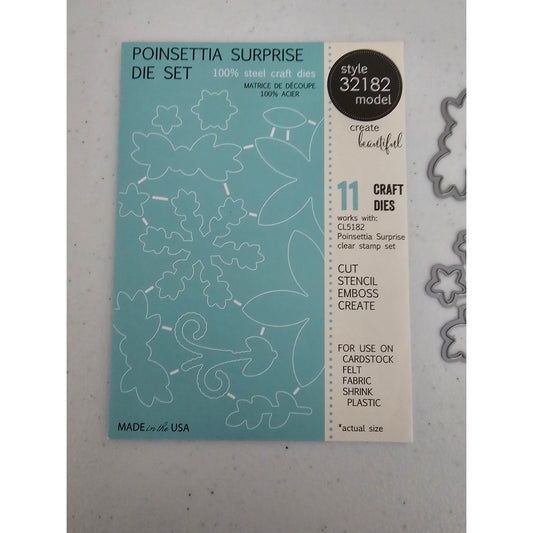 POINSETTIA SURPRISE
DIE SET
100% steel craft dies
MATRICE DE DÉCOUPE
100% ACIER
style
32182
model
create
beautiful
11
CRAFT
DIES
works with:
CL5182
Poinsettia Surprise
clear stamp set
CUT
STENCIL
EMBOSS
CREATE
FOR USE ON
CARDSTOCK
FELT
FABRIC
SHRINK
PLASTIC
*actual size
MADE in the USA